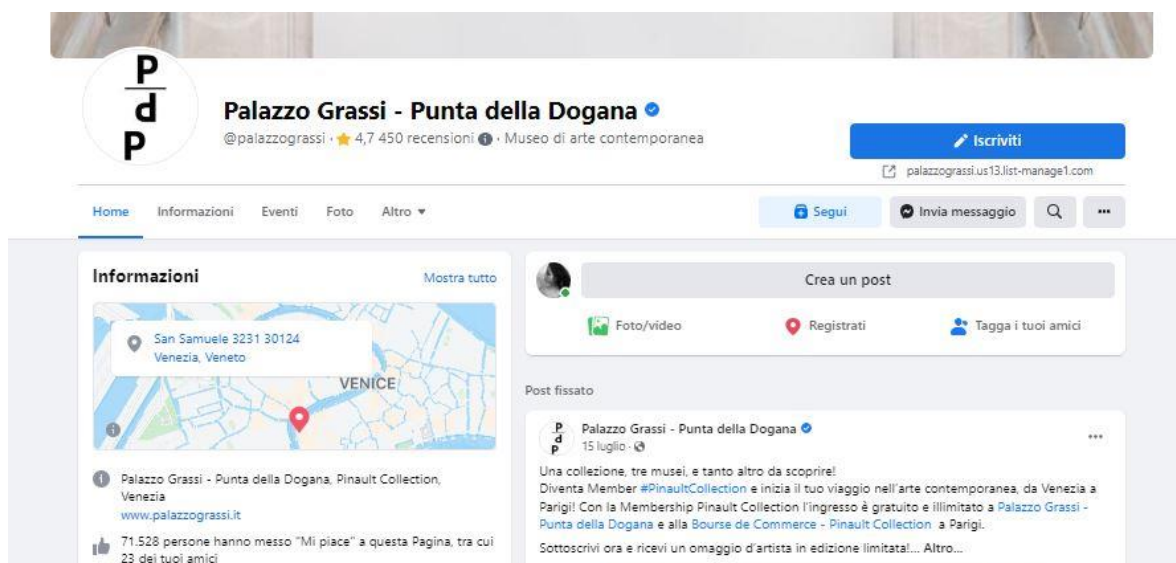 P
d
P
Palazzo Grassi - Punta della Dogana
@palazzograssi · 4,7 450 recensioni · Museo di arte contemporanea
Iscriviti
palazzograssi.us13.list-manage1.com
Home Informazioni Eventi Foto Altro
Segui Invia messaggio
Informazioni Mostra tutto
San Samuele 3231 30124
Venezia, Veneto
VENICE
Palazzo Grassi - Punta della Dogana, Pinault Collection,
Venezia
www.palazzograssi.it
71.528 persone hanno messo "Mi piace" a questa Pagina, tra cui
23 dei tuoi amici
Crea un post
Foto/video Registrati Tagga i tuoi amici
Post fissato
P
d
P
Palazzo Grassi - Punta della Dogana
15 luglio ·
Una collezione, tre musei, e tanto altro da scoprire!
Diventa Member #PinaultCollection e inizia il tuo viaggio nell'arte contemporanea, da Venezia a
Parigi! Con la Membership Pinault Collection l'ingresso è gratuito e illimitato a Palazzo Grassi -
Punta della Dogana e alla Bourse de Commerce - Pinault Collection a Parigi.
Sottoscrivi ora e ricevi un omaggio d'artista in edizione limitata!... Altro...